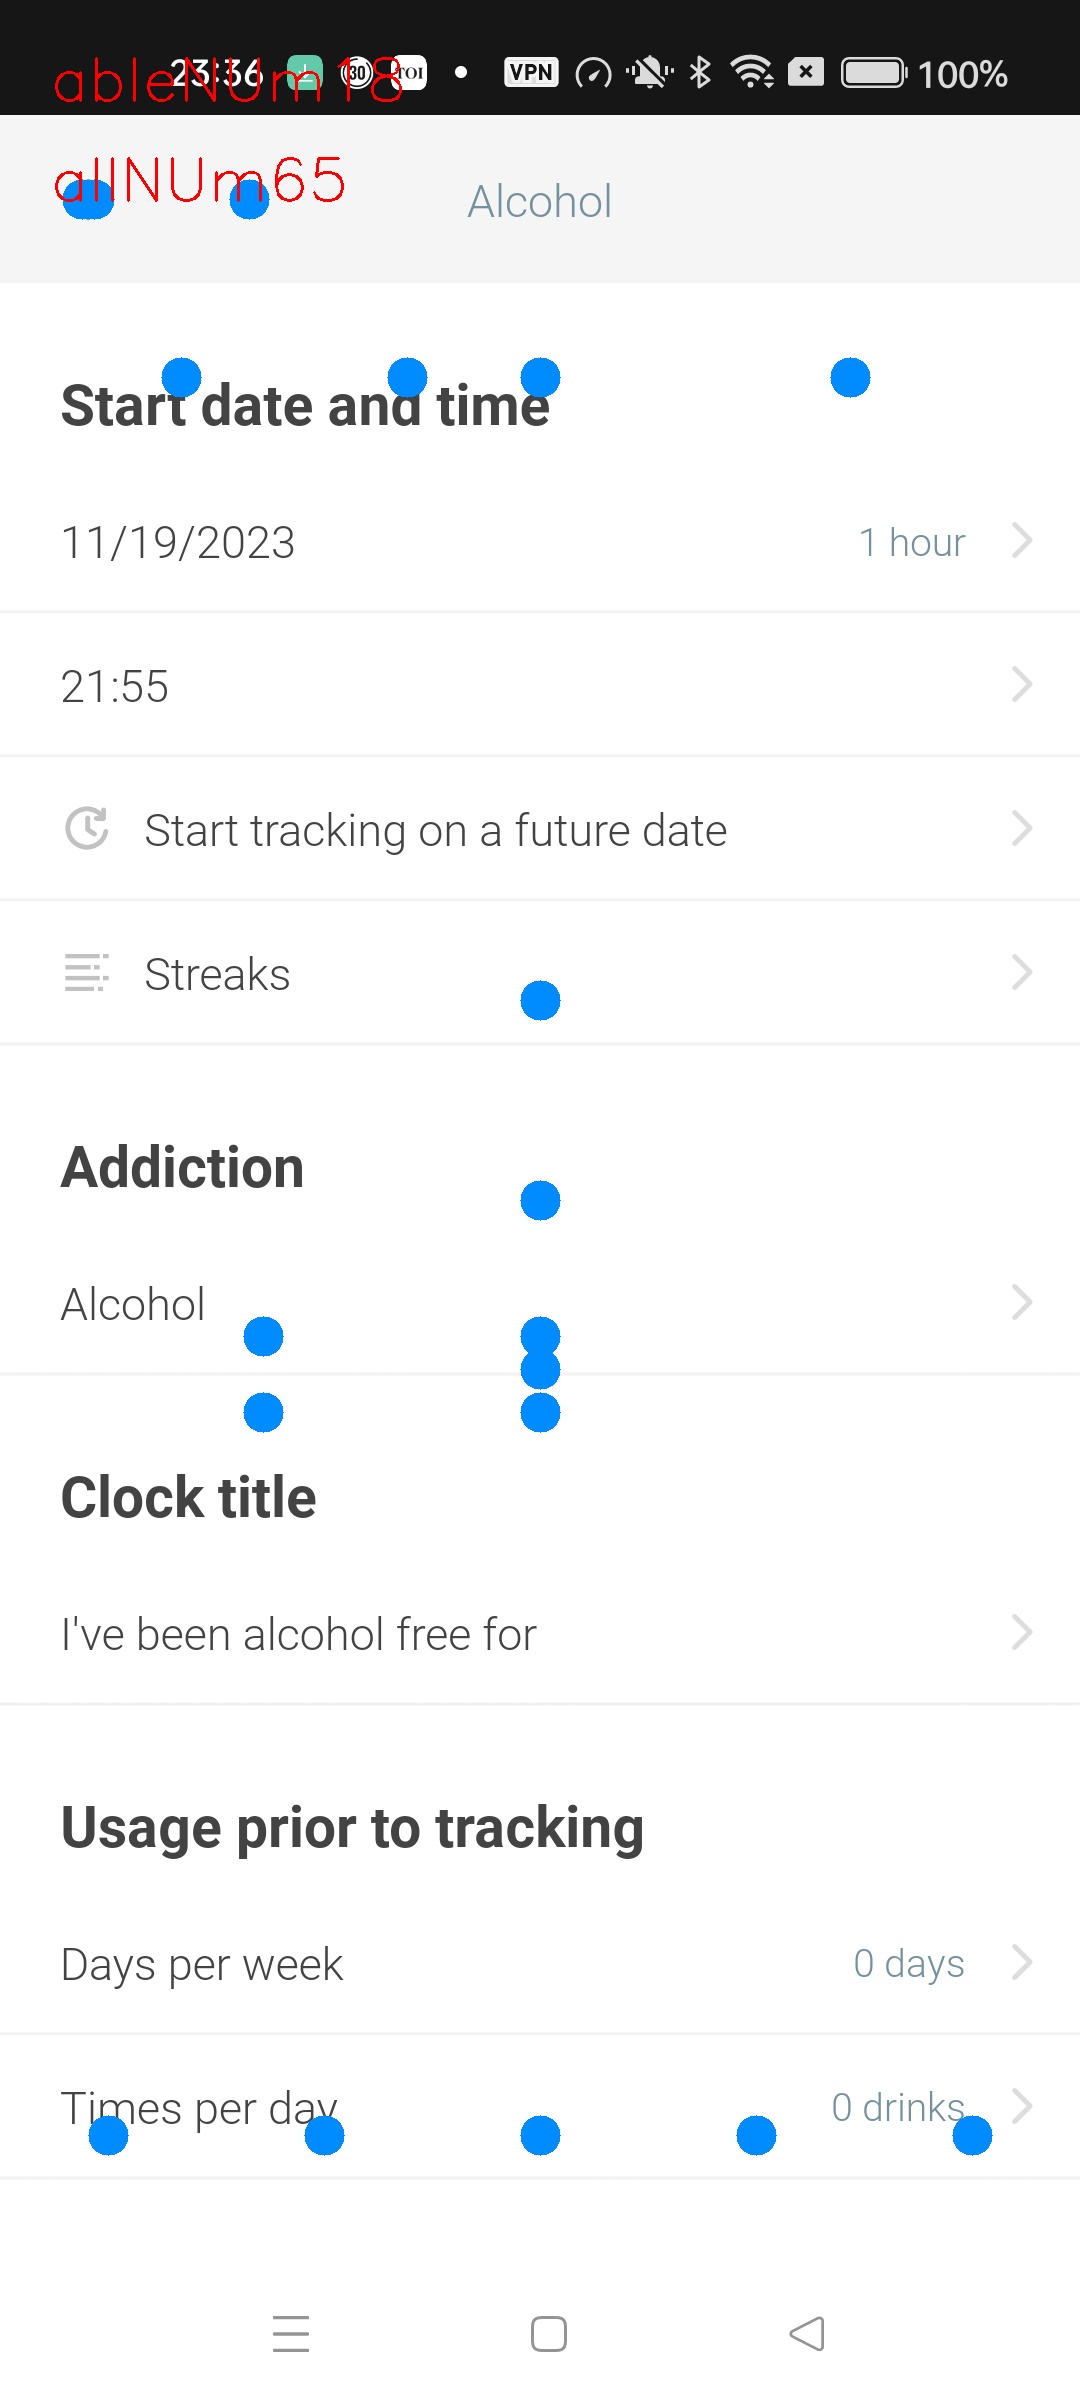 ableNUm18
23:36 30 TOI VPN 100%
allNUm65
Alcohol
Start date and time
11/19/2023 1 hour
21:55
Start tracking on a future date
Streaks
Addiction
Alcohol
Clock title
I've been alcohol free for
Usage prior to tracking
Days per week 0 days
Times per day 0 drinks